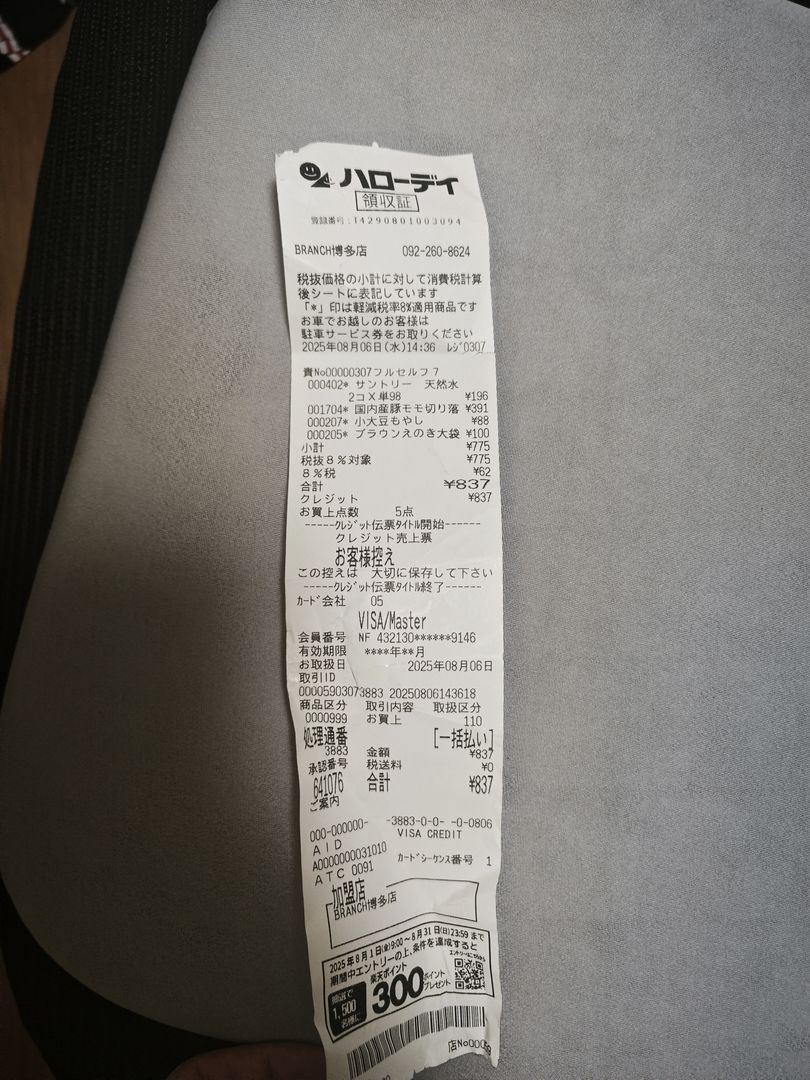 ハローデイ
領収証
登録番号:T4290801003094
BRANCH博多店 092-260-8624
税抜価格の小計に対して消費税計算
後シートに表記しています
「*」印は軽減税率8%適用商品です
お車でお越しのお客様は
駐車サービス券をお取りください
2025年08月06日(水)14:36 レジ0307
責No00000307フルセルフ7
000402* サントリー 天然水
2コX単98 ¥196
001704* 国内産豚モモ切り落 ¥391
000207* 小大豆もやし ¥88
000205* ブラウンえのき大袋 ¥100
小計 ¥775
税抜8%対象 ¥775
8%税 ¥62
合計 ¥837
クレジット ¥837
お買上点数 5点
-----クレジット伝票タイトル開始------
クレジット売上票
お客様控え
この控えは 大切に保存して下さい
-----クレジット伝票タイトル終了------
カード会社 05
VISA/Master
会員番号 NF 432130******9146
有効期限 ****年**月
お取扱日 2025年08月06日
取引ID
00005903073883 20250806143618
商品区分 取引内容 取扱区分
0000999 お買上 110
処理通番 [一括払い]
3883 金額 ¥837
承認番号 税送料 ¥0
641076 合計 ¥837
ご案内
000-000000- -3883-0-0- -0-0806
AID VISA CREDIT
A0000000031010 カードシーケンス番号 1
ATC 0091
加盟店
BRANCH博多店
2025年8月1日(金)9:00～8月31日(日)23:59まで
期間中エントリーの上、条件を達成すると
エントリーはこちらから
抽選で
1,500
名様に
楽天ポイント
300
ポイント
プレゼント